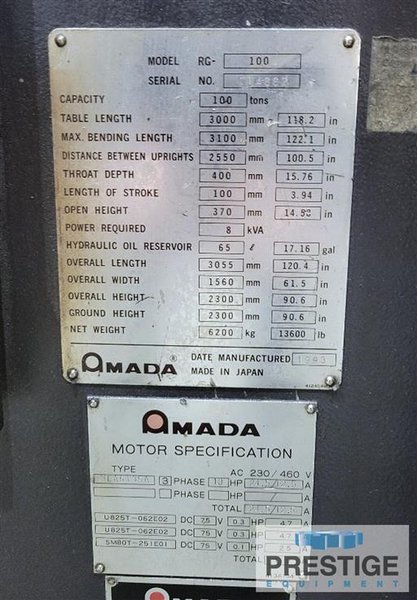 MODEL RG- 100
SERIAL NO.
CAPACITY 100 tons
TABLE LENGTH 3000 mm 118.2 in
MAX. BENDING LENGTH 3100 mm 122.1 in
DISTANCE BETWEEN UPRIGHTS 2550 mm 100.5 in
THROAT DEPTH 400 mm 15.76 in
LENGTH OF STROKE 100 mm 3.94 in
OPEN HEIGHT 370 mm 14.58 in
POWER REQUIRED 8 kVA
HYDRAULIC OIL RESERVOIR 65 ℓ 17.16 gal
OVERALL LENGTH 3055 mm 120.4 in
OVERALL WIDTH 1560 mm 61.5 in
OVERALL HEIGHT 2300 mm 90.6 in
GROUND HEIGHT 2300 mm 90.6 in
NET WEIGHT 6200 kg 13600 lb
AMADA ® DATE MANUFACTURED
MADE IN JAPAN
AMADA
MOTOR SPECIFICATION
TYPE AC 230/460 V
3 PHASE 10 HP A
PHASE HP / A
TOTAL A
U825T-062E02 DC 75 V 0.3 HP 4.7 A
U825T-062E02 DC 75 V 0.3 HP 4.7
SM80T-251E01 DC 75 V 0.1 HP 2.5
TOTAL
AMADA
PRESTIGE
EQUIPMENT